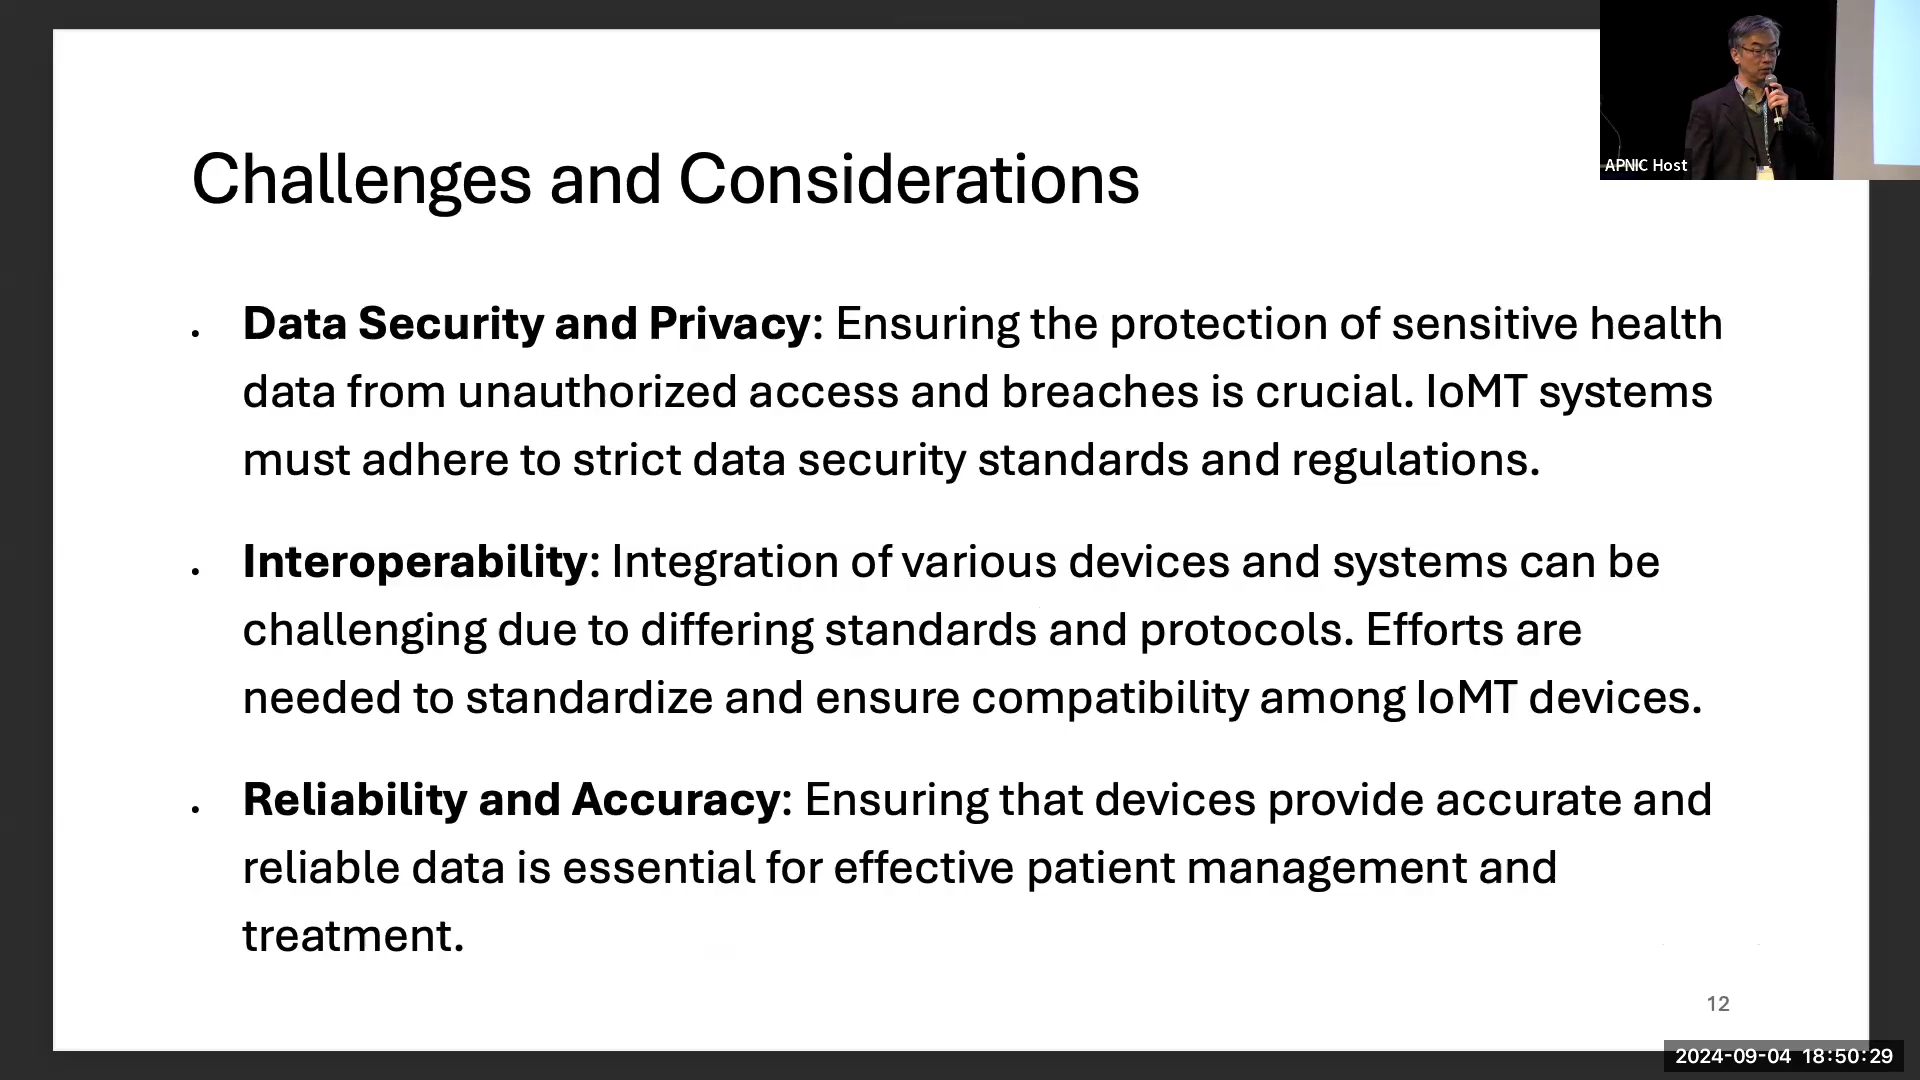 Challenges and Considerations
APNIC Host
• Data Security and Privacy: Ensuring the protection of sensitive health
data from unauthorized access and breaches is crucial. IoMT systems
must adhere to strict data security standards and regulations.
• Interoperability: Integration of various devices and systems can be
challenging due to differing standards and protocols. Efforts are
needed to standardize and ensure compatibility among IoMT devices.
• Reliability and Accuracy: Ensuring that devices provide accurate and
reliable data is essential for effective patient management and
treatment.
12
2024-09-04 18:50:29